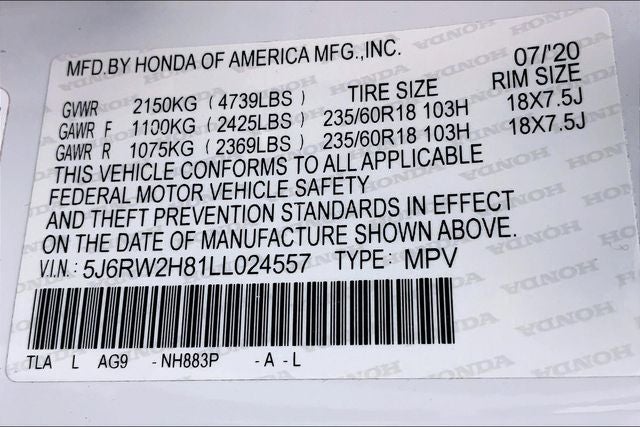 MFD.BY HONDA OF AMERICA MFG.,INC. 07/'20
GVWR 2150KG (4739LBS) TIRE SIZE RIM SIZE
GAWR F 1100KG (2425LBS) 235/60R18 103H 18X7.5J
GAWR R 1075KG (2369LBS) 235/60R18 103H 18X7.5J
THIS VEHICLE CONFORMS TO ALL APPLICABLE
FEDERAL MOTOR VEHICLE SAFETY
AND THEFT PREVENTION STANDARDS IN EFFECT
ON THE DATE OF MANUFACTURE SHOWN ABOVE.
V.I.N.: 5J6RW2H81LL024557 TYPE: MPV
TLA L AG9 -NH883P -A-L